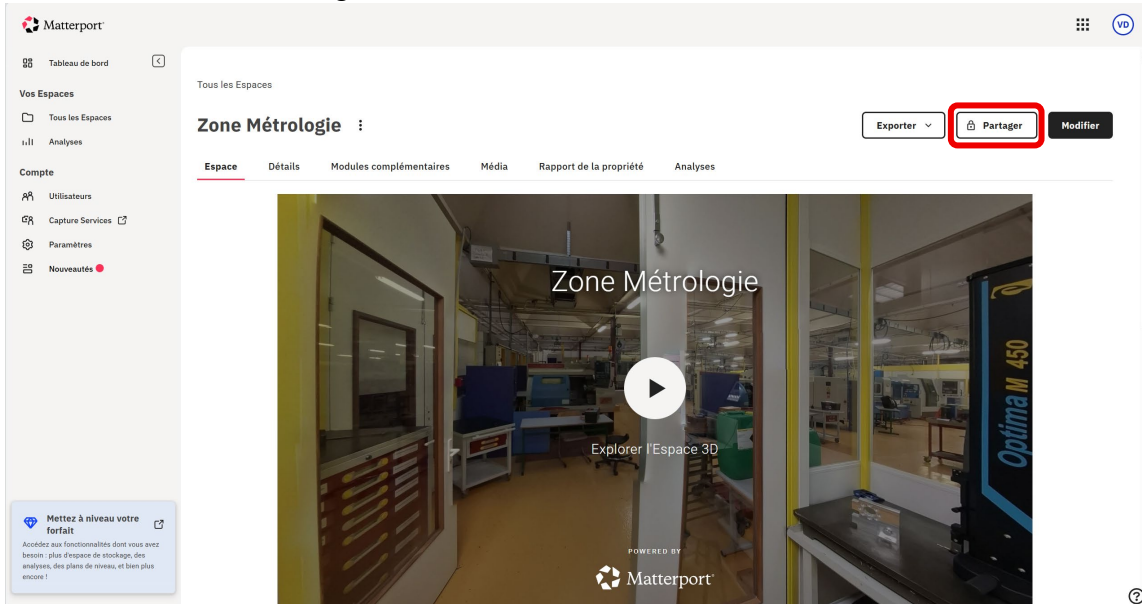 Matterport
VD
Tableau de bord
Vos Espaces
Tous les Espaces
Analyses
Compte
Utilisateurs
Capture Services
Paramètres
Nouveautés
Mettez à niveau votre
forfait
Accédez aux fonctionnalités dont vous avez
besoin : plus d'espace de stockage, des
analyses, des plans de niveau, et bien plus
encore !
Tous les Espaces
Zone Métrologie
Exporter
Partager
Modifier
Espace Détails Modules complémentaires Média Rapport de la propriété Analyses
Zone Métrologie
Explorer l'Espace 3D
POWERED BY
Matterport
Optima M 450